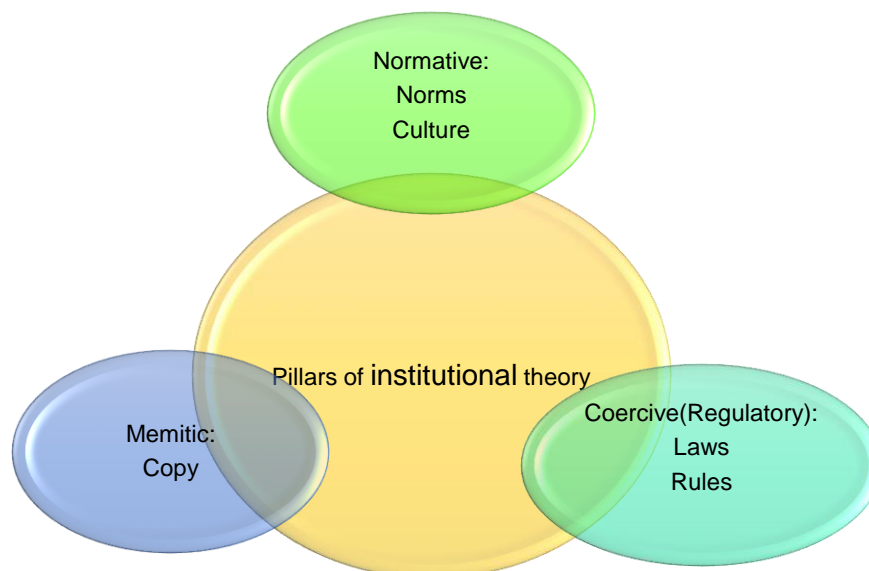 Normative:
Norms
Culture
Pillars of institutional theory
Memitic:
Copy
Coercive(Regulatory):
Laws
Rules